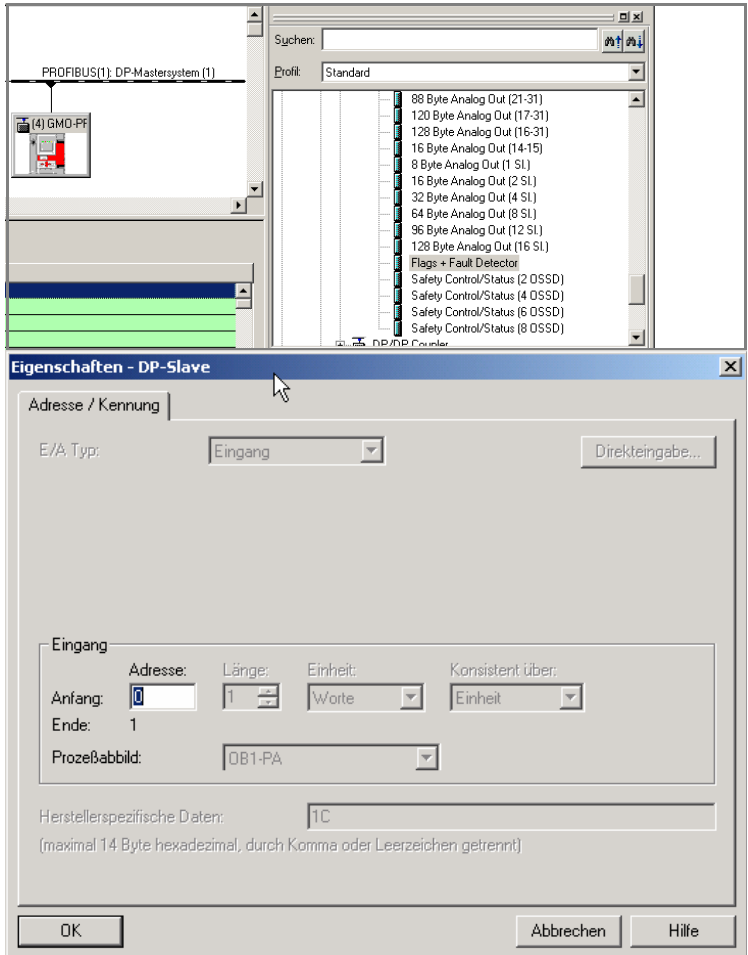 Suchen:
Profil: Standard
PROFIBUS(1): DP-Mastersystem (1)
(4) GMO-PF
88 Byte Analog Out (21-31)
120 Byte Analog Out (17-31)
128 Byte Analog Out (16-31)
16 Byte Analog Out (14-15)
8 Byte Analog Out (1 Sl.)
16 Byte Analog Out (2 Sl.)
32 Byte Analog Out (4 Sl.)
64 Byte Analog Out (8 Sl.)
96 Byte Analog Out (12 Sl.)
128 Byte Analog Out (16 Sl.)
Flags + Fault Detector
Safety Control/Status (2 OSSD)
Safety Control/Status (4 OSSD)
Safety Control/Status (6 OSSD)
Safety Control/Status (8 OSSD)
DP/DP Coupler
Eigenschaften - DP-Slave
Adresse / Kennung
E/A Typ: Eingang Direkteingabe...
Eingang
Adresse: Länge: Einheit: Konsistent über:
Anfang: 0 1 Worte Einheit
Ende: 1
Prozeßabbild: OB1-PA
Herstellerspezifische Daten: 1C
(maximal 14 Byte hexadezimal, durch Komma oder Leerzeichen getrennt)
OK Abbrechen Hilfe